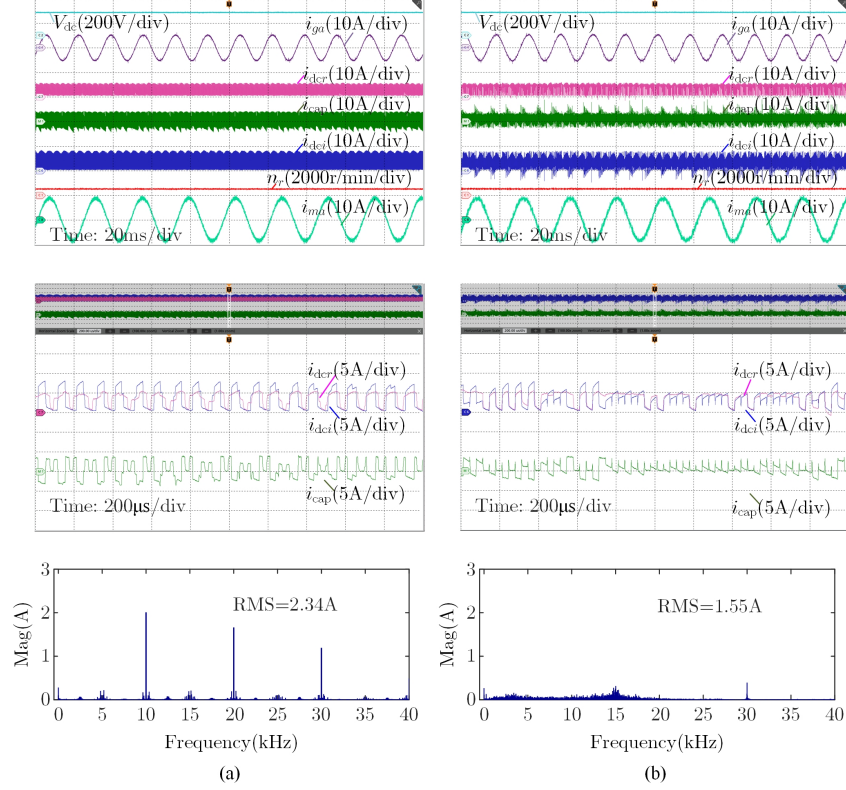 V_dc(200V/div)
i_ga(10A/div)
i_dcr(10A/div)
i_cap(10A/div)
i_dci(10A/div)
n_r(2000r/min/div)
i_ma(10A/div)
Time: 20ms/div
V_dc(200V/div)
i_ga(10A/div)
i_dcr(10A/div)
i_cap(10A/div)
i_dci(10A/div)
n_r(2000r/min/div)
i_ma(10A/div)
Time: 20ms/div
i_dcr(5A/div)
i_dci(5A/div)
i_cap(5A/div)
Time: 200μs/div
i_dcr(5A/div)
i_dci(5A/div)
i_cap(5A/div)
Time: 200μs/div
3
2
1
0
Mag(A)
RMS=2.34A
0 5 10 15 20 25 30 35 40
Frequency(kHz)
(a)
3
2
1
0
Mag(A)
RMS=1.55A
0 5 10 15 20 25 30 35 40
Frequency(kHz)
(b)